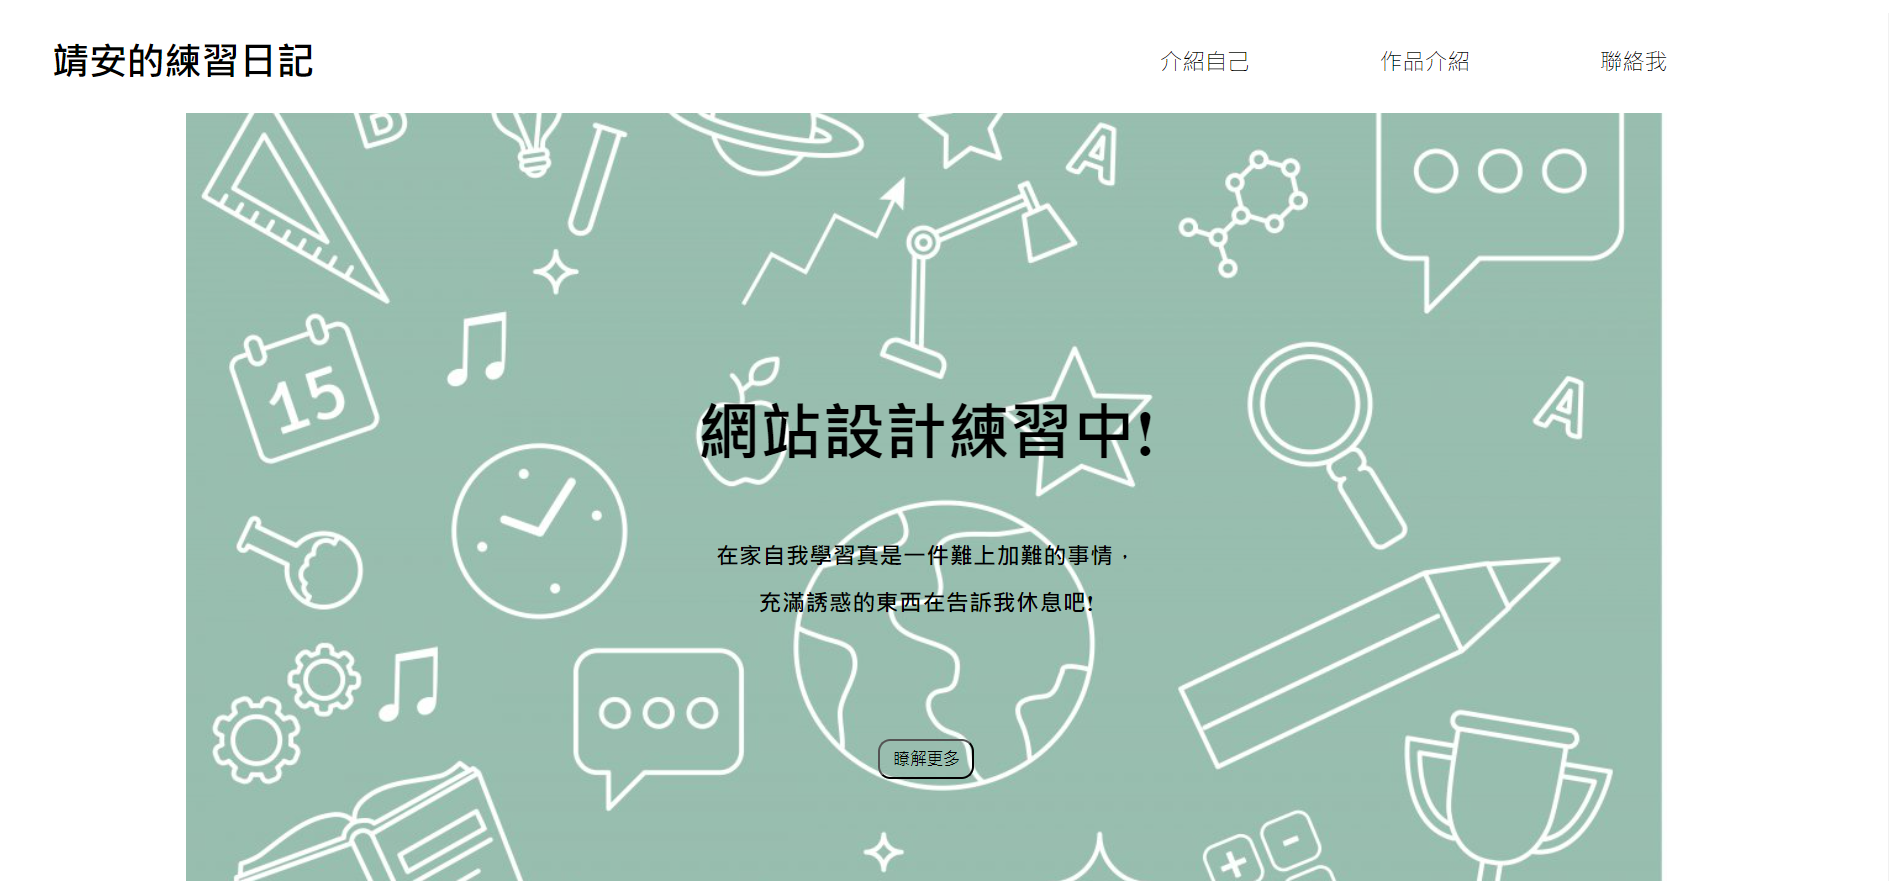 靖安的練習日記
介紹自己
作品介紹
聯絡我
B
A
15
A
網站設計練習中!
在家自我學習真是一件難上加難的事情，
充滿誘惑的東西在告訴我休息吧!
瞭解更多
+
-